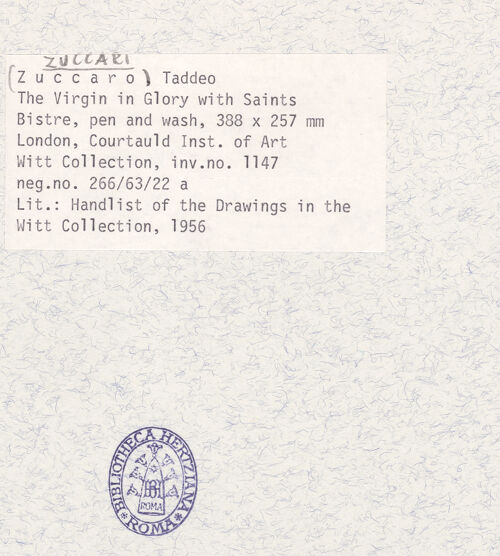 ZUCCARI
(Z u c c a r o), Taddeo
The Virgin in Glory with Saints
Bistre, pen and wash, 388 x 257 mm
London, Courtauld Inst. of Art
Witt Collection, inv.no. 1147
neg.no. 266/63/22 a
Lit.: Handlist of the Drawings in the
Witt Collection, 1956
BIBLIOTHECA HERTZIANA
BH
ROMA
*ROMA*